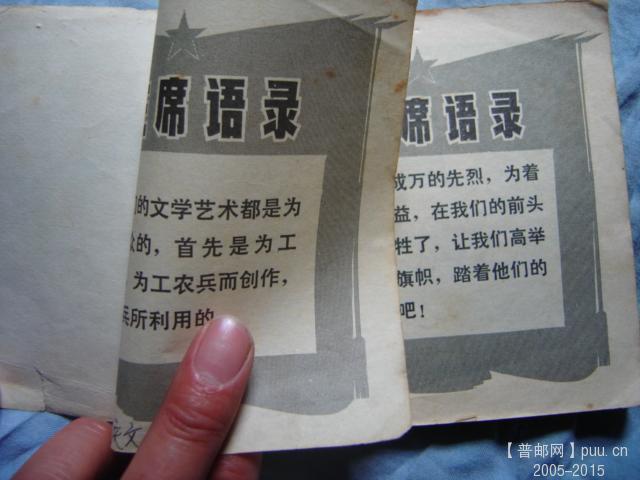 席语录
的文学艺术都是为
的，首先是为工
为工农兵而创作，
兵所利用的
文
席语录
成万的先烈，为着
益，在我们的前头
牲了，让我们高举
旗帜，踏着他们的
吧！
【普邮网】puu.cn
2005-2015